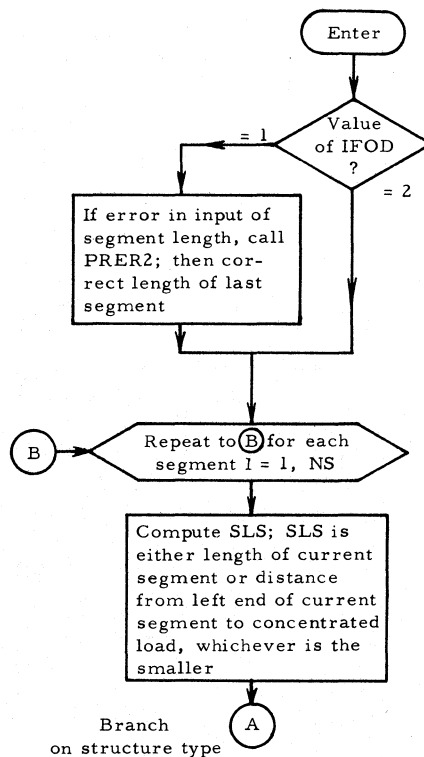 Enter
Value
of IFOD
?
= 1
= 2
If error in input of
segment length, call
PRER2; then cor-
rect length of last
segment
B
Repeat to B for each
segment I = 1, NS
Compute SLS; SLS is
either length of current
segment or distance
from left end of current
segment to concentrated
load, whichever is the
smaller
Branch
on structure type
A